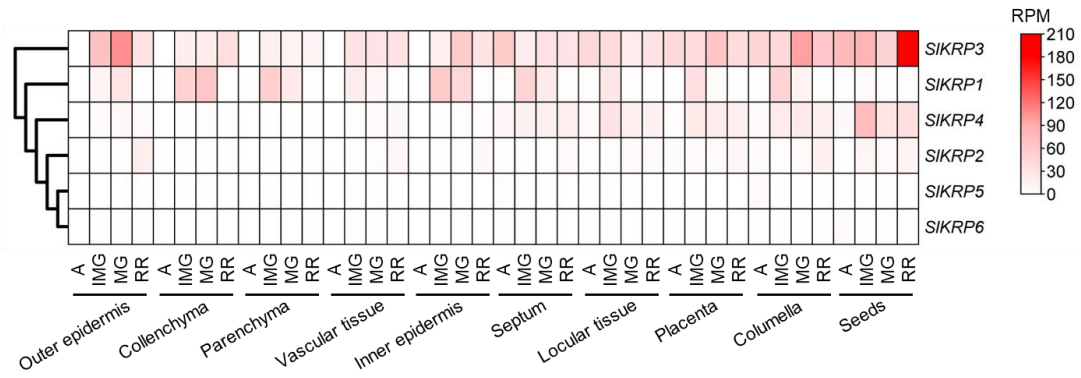 RPM
210
180
150
120
90
60
30
0
SlKRP3
SlKRP1
SlKRP4
SlKRP2
SlKRP5
SlKRP6
A IMG MG RR A IMG MG RR A IMG MG RR A IMG MG RR A IMG MG RR A IMG MG RR A IMG MG RR A IMG MG RR A IMG MG RR A IMG MG RR
Outer epidermis
Collenchyma
Parenchyma
Vascular tissue
Inner epidermis
Septum
Locular tissue
Placenta
Columella
Seeds